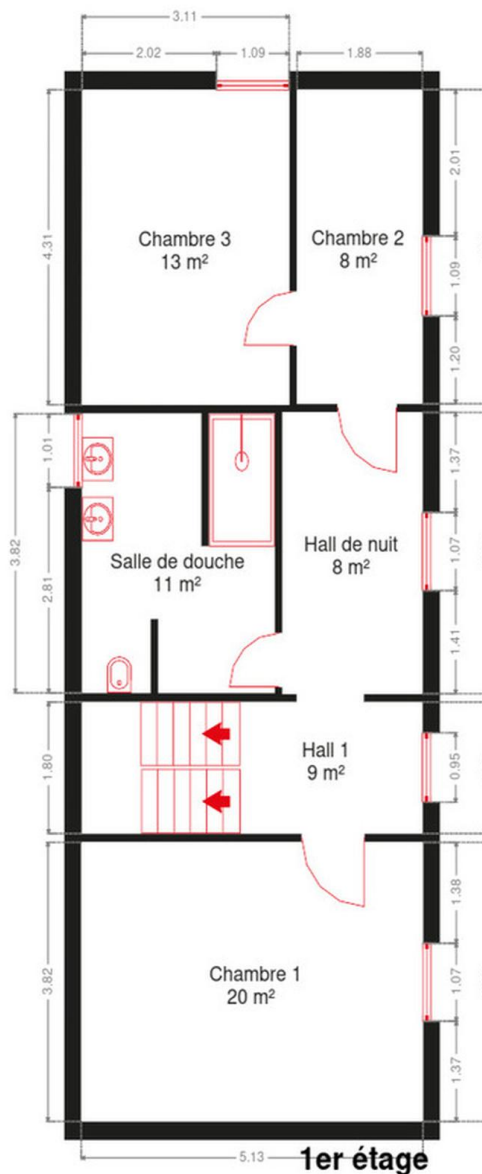 3.11
2.02
1.09
1.88
4.31
2.01
Chambre 3
13 m²
Chambre 2
8 m²
1.09
1.20
1.01
3.82
2.81
Salle de douche
11 m²
Hall de nuit
8 m²
1.37
1.07
1.41
1.80
Hall 1
9 m²
0.95
3.82
Chambre 1
20 m²
1.38
1.07
1.37
5.13
1er étage